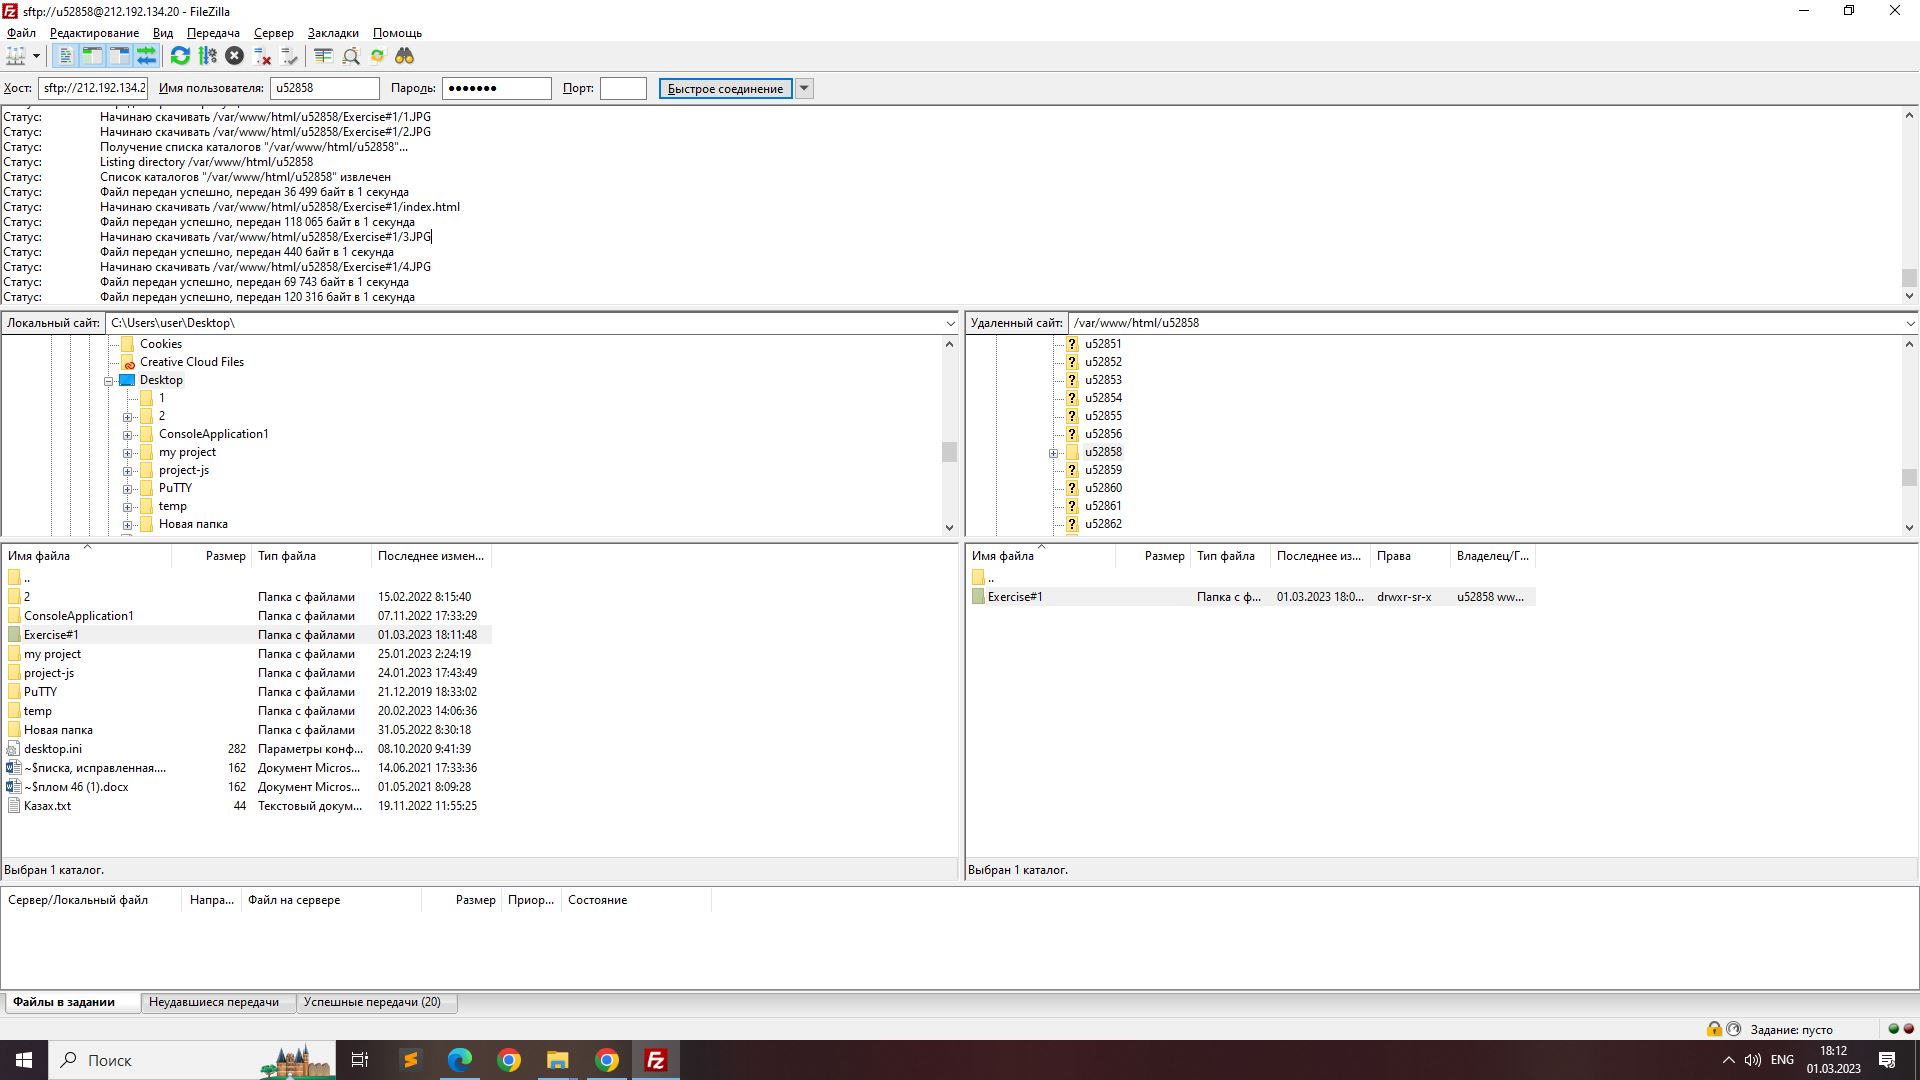 sftp://u52858@212.192.134.20 - FileZilla
Файл Редактирование Вид Передача Сервер Закладки Помощь
Хост: sftp://212.192.134.2 Имя пользователя: u52858 Пароль: ●●●●●●● Порт: Быстрое соединение
Статус: Начинаю скачивать /var/www/html/u52858/Exercise#1/1.JPG
Статус: Начинаю скачивать /var/www/html/u52858/Exercise#1/2.JPG
Статус: Получение списка каталогов "/var/www/html/u52858"...
Статус: Listing directory /var/www/html/u52858
Статус: Список каталогов "/var/www/html/u52858" извлечен
Статус: Файл передан успешно, передан 36 499 байт в 1 секунда
Статус: Начинаю скачивать /var/www/html/u52858/Exercise#1/index.html
Статус: Файл передан успешно, передан 118 065 байт в 1 секунда
Статус: Начинаю скачивать /var/www/html/u52858/Exercise#1/3.JPG
Статус: Файл передан успешно, передан 440 байт в 1 секунда
Статус: Начинаю скачивать /var/www/html/u52858/Exercise#1/4.JPG
Статус: Файл передан успешно, передан 69 743 байт в 1 секунда
Статус: Файл передан успешно, передан 120 316 байт в 1 секунда
Локальный сайт: C:\Users\user\Desktop\
Cookies
Creative Cloud Files
Desktop
1
2
ConsoleApplication1
my project
project-js
PuTTY
temp
Новая папка
Удаленный сайт: /var/www/html/u52858
u52851
u52852
u52853
u52854
u52855
u52856
u52858
u52859
u52860
u52861
u52862
Имя файла Размер Тип файла Последнее измен...
..
2 Папка с файлами 15.02.2022 8:15:40
ConsoleApplication1 Папка с файлами 07.11.2022 17:33:29
Exercise#1 Папка с файлами 01.03.2023 18:11:48
my project Папка с файлами 25.01.2023 2:24:19
project-js Папка с файлами 24.01.2023 17:43:49
PuTTY Папка с файлами 21.12.2019 18:33:02
temp Папка с файлами 20.02.2023 14:06:36
Новая папка Папка с файлами 31.05.2022 8:30:18
desktop.ini 282 Параметры конф... 08.10.2020 9:41:39
~$писка, исправленная.... 162 Документ Micros... 14.06.2021 17:33:36
~$плом 46 (1).docx 162 Документ Micros... 01.05.2021 8:09:28
Казах.txt 44 Текстовый докум... 19.11.2022 11:55:25
Выбран 1 каталог.
Имя файла Размер Тип файла Последнее из... Права Владелец/Г...
..
Exercise#1 Папка с ф... 01.03.2023 18:0... drwxr-sr-x u52858 ww...
Выбран 1 каталог.
Сервер/Локальный файл Напра... Файл на сервере Размер Приор... Состояние
Файлы в задании Неудавшиеся передачи Успешные передачи (20)
Задание: пусто
Поиск
ENG
18:12
01.03.2023